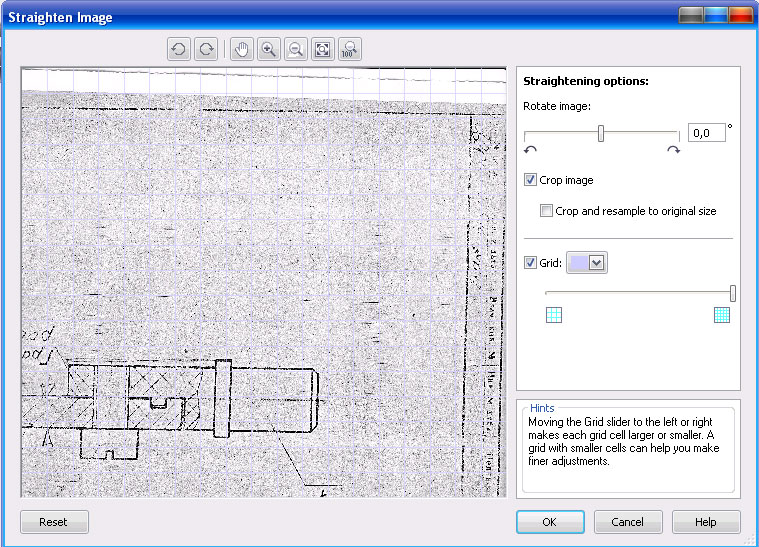 Straighten Image
100
Straightening options:
Rotate image:
0,0 °
Crop image
Crop and resample to original size
Grid:
Hints
Moving the Grid slider to the left or right
makes each grid cell larger or smaller. A
grid with smaller cells can help you make
finer adjustments.
Reset
OK
Cancel
Help